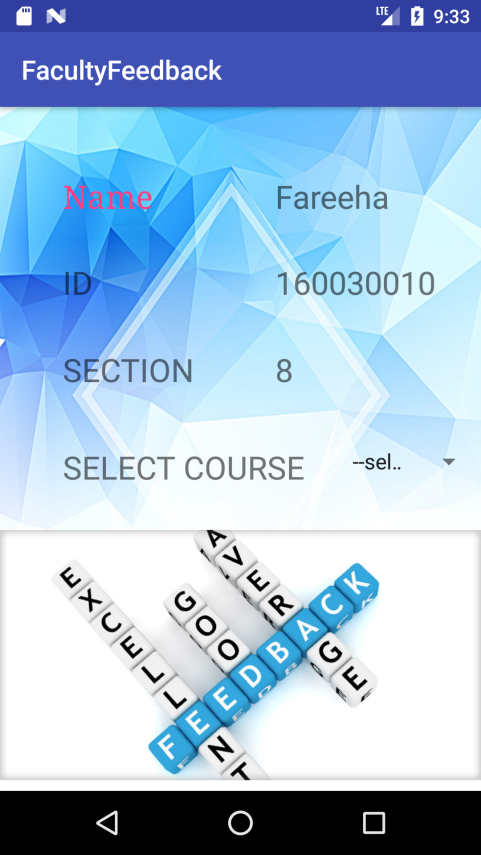 LTE 9:33
FacultyFeedback
Name Fareeha
ID 160030010
SECTION 8
SELECT COURSE --sel..
EXCELLENT
GOOD
AVERAGE
FEEDBACK